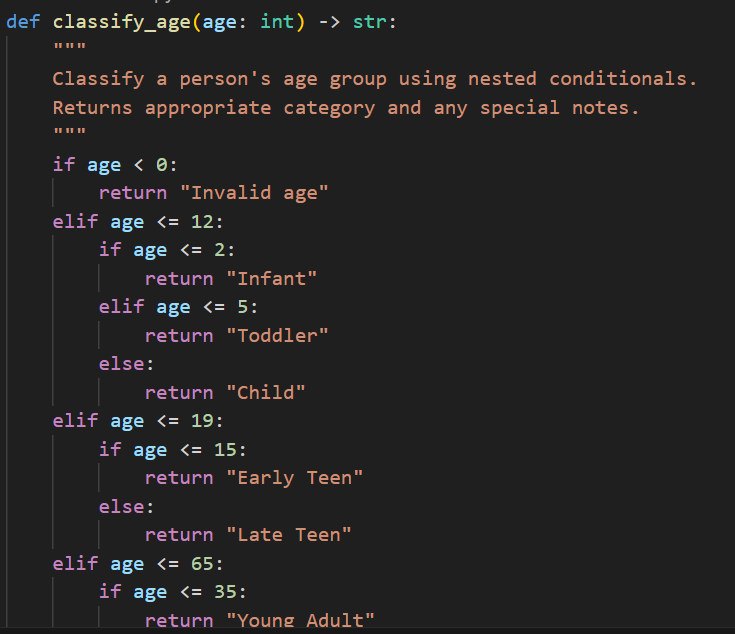 def classify_age(age: int) -> str:
    """
    Classify a person's age group using nested conditionals.
    Returns appropriate category and any special notes.
    """
    if age < 0:
        return "Invalid age"
    elif age <= 12:
        if age <= 2:
            return "Infant"
        elif age <= 5:
            return "Toddler"
        else:
            return "Child"
    elif age <= 19:
        if age <= 15:
            return "Early Teen"
        else:
            return "Late Teen"
    elif age <= 65:
        if age <= 35:
            return "Young Adult"